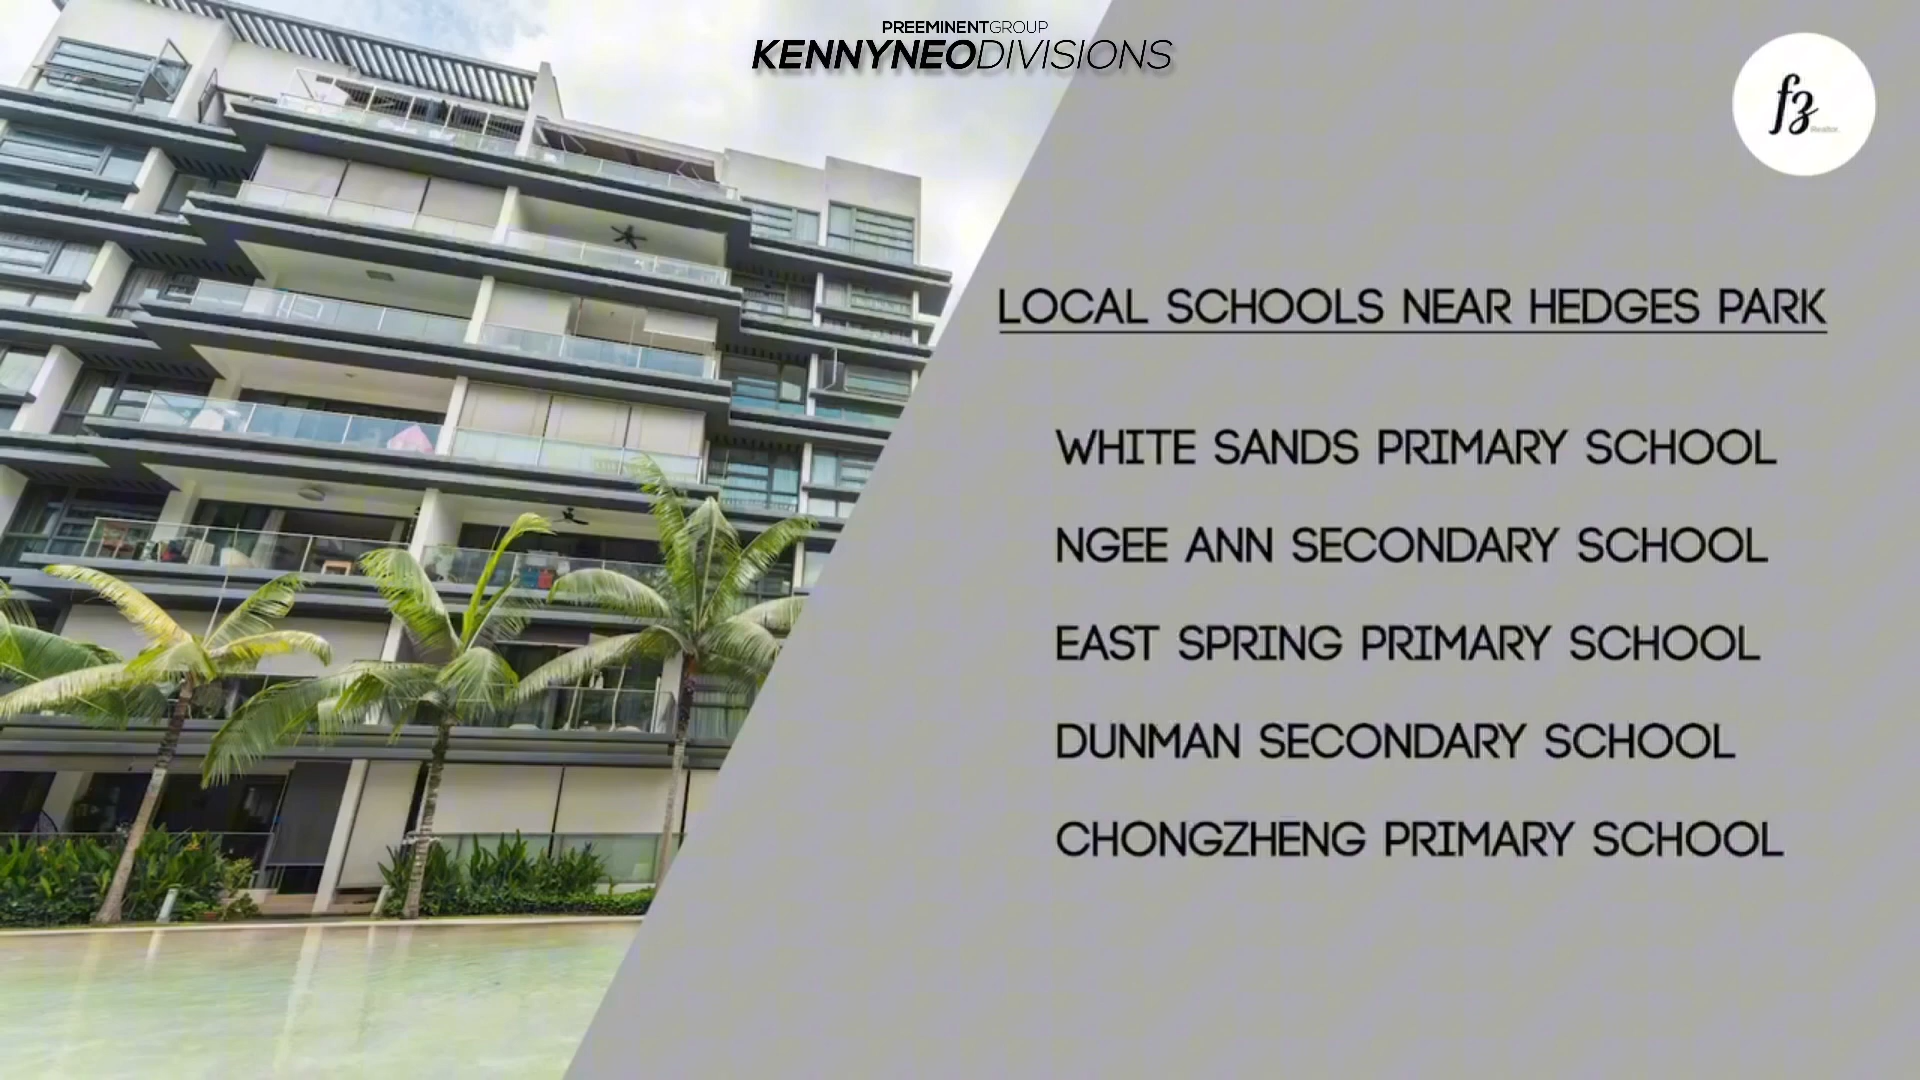 PREEMINENTGROUP
KENNYNEODIVISIONS
fz
LOCAL SCHOOLS NEAR HEDGES PARK
WHITE SANDS PRIMARY SCHOOL
NGEE ANN SECONDARY SCHOOL
EAST SPRING PRIMARY SCHOOL
DUNMAN SECONDARY SCHOOL
CHONGZHENG PRIMARY SCHOOL